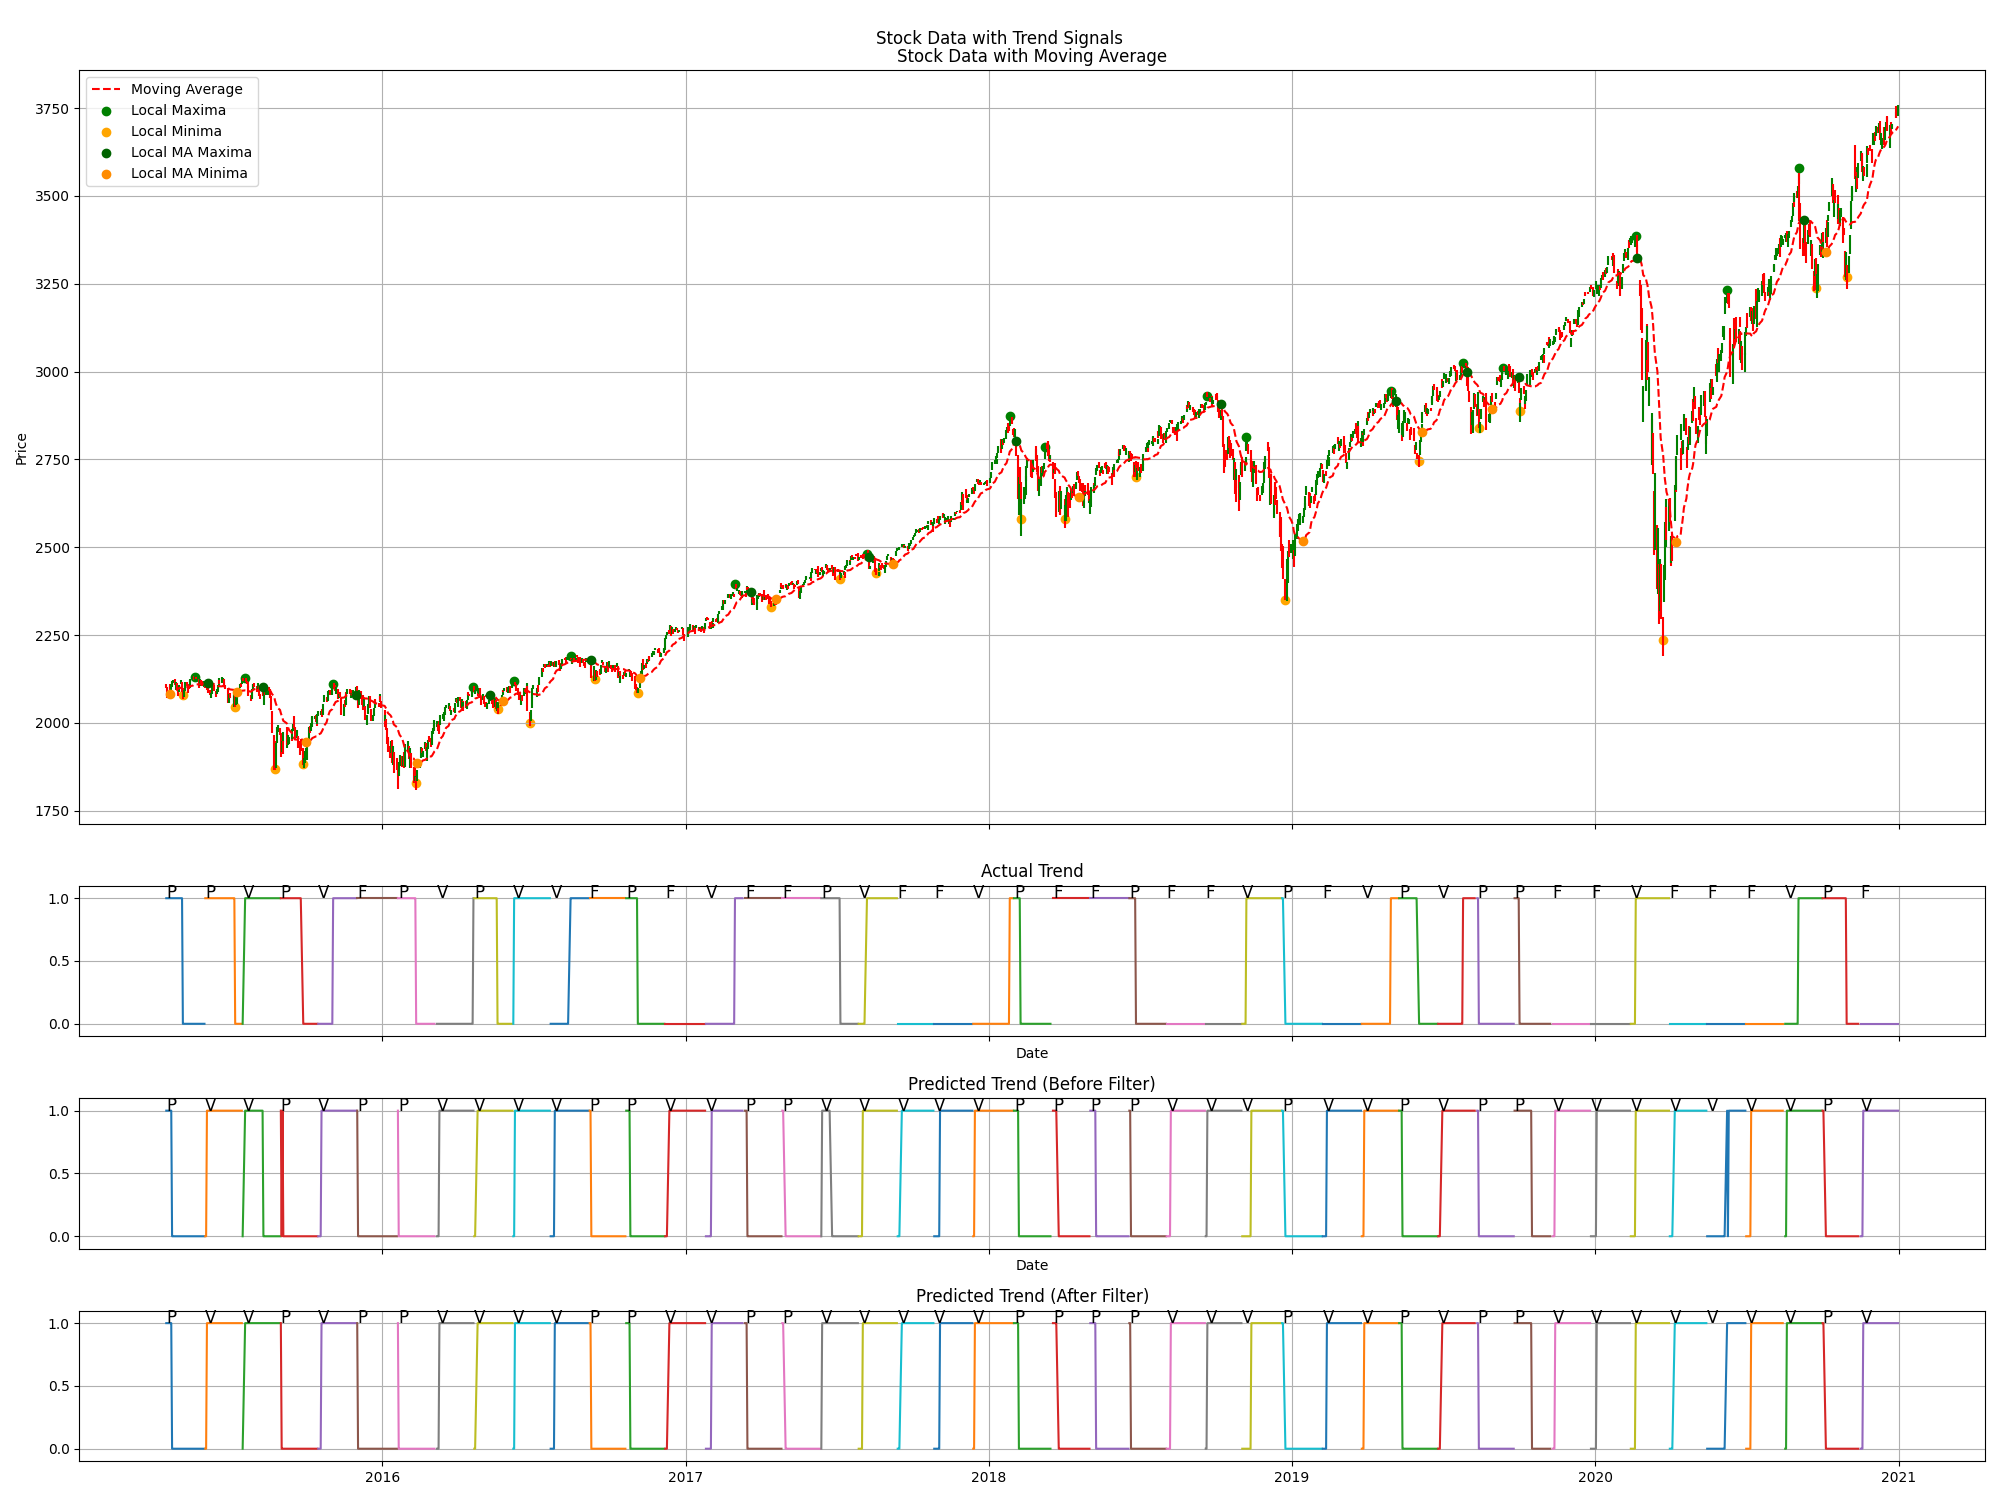 Stock Data with Trend Signals
Stock Data with Moving Average
Moving Average
Local Maxima
Local Minima
Local MA Maxima
Local MA Minima
Price
3750
3500
3250
3000
2750
2500
2250
2000
1750
Actual Trend
P P V P V F P V P V V F P F V F F P V F F V P F F P F F V P F V P V P P F F V F F F V P F
1.0
0.5
0.0
Date
Predicted Trend (Before Filter)
P V V P V P P V V V V P P V V P P V V V V V P P P P V V V P V V P V P P V V V V V V V P V
1.0
0.5
0.0
Date
Predicted Trend (After Filter)
P V V P V P P V V V V P P V V P P V V V V V P P P P V V V P V V P V P P V V V V V V V P V
1.0
0.5
0.0
2016 2017 2018 2019 2020 2021